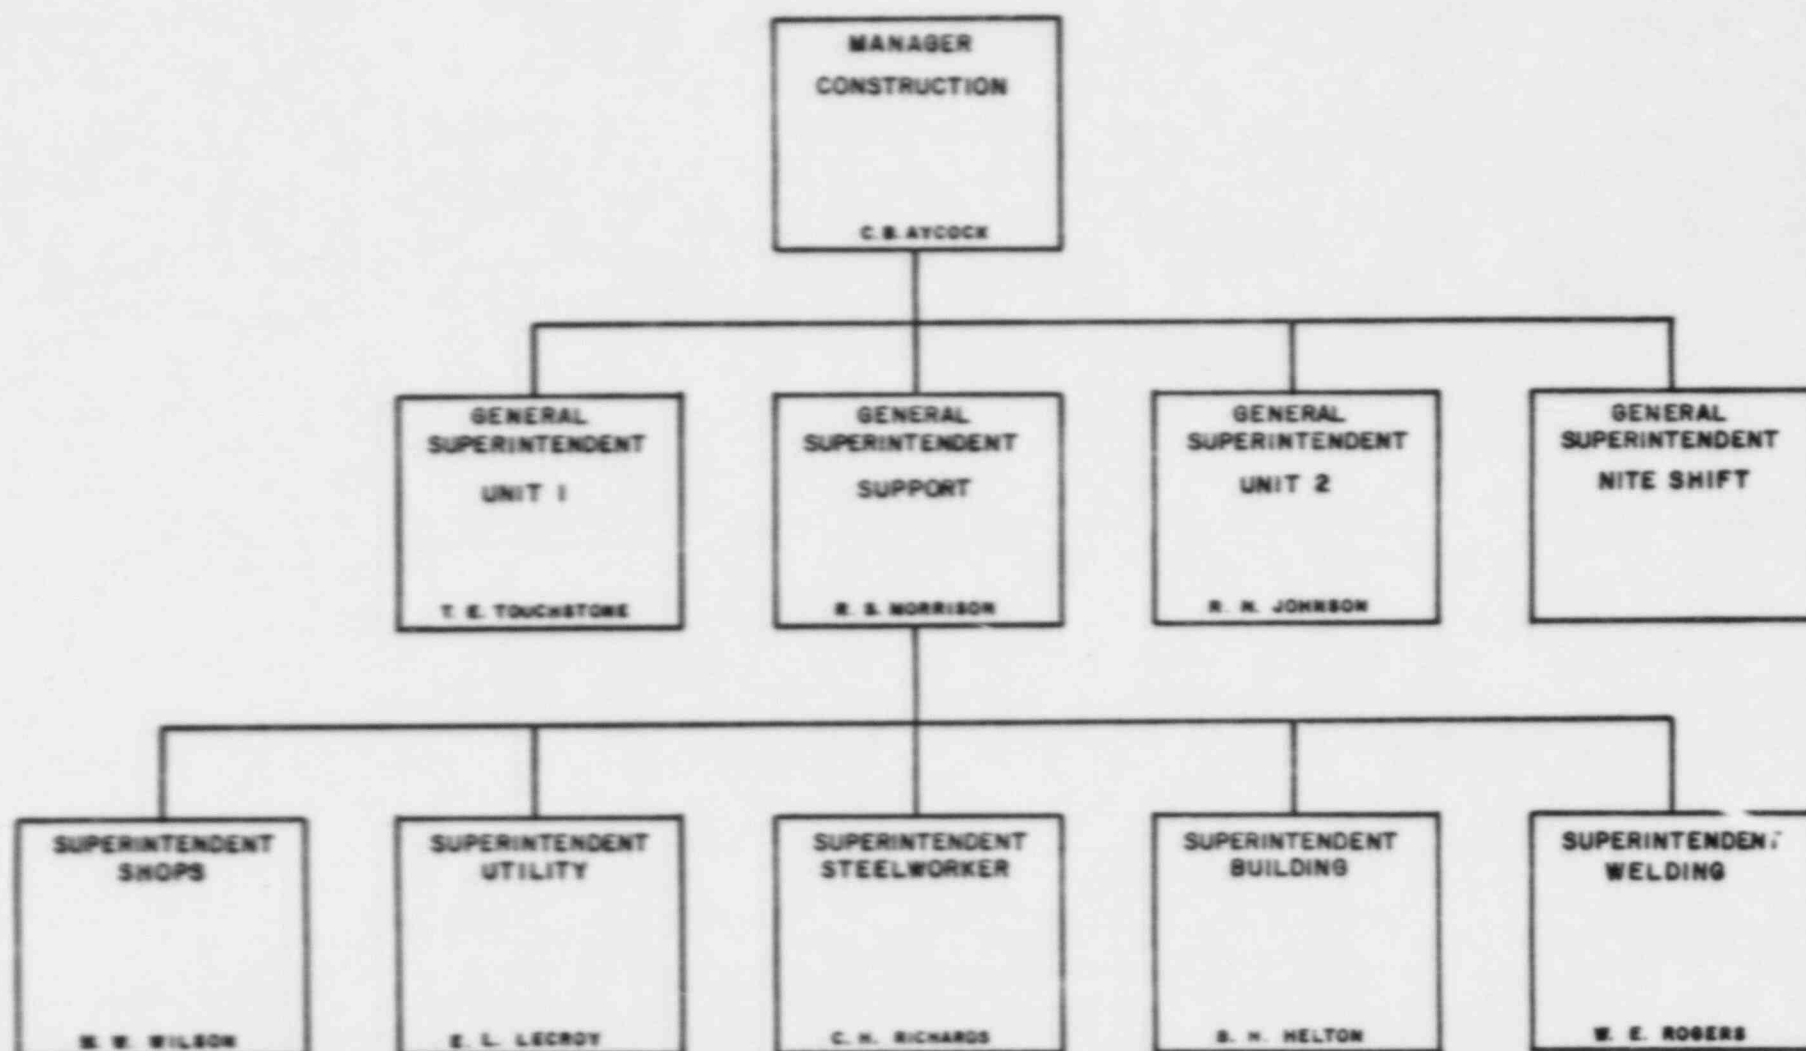 MANAGER
CONSTRUCTION
C. B. AYCOCK
GENERAL
SUPERINTENDENT
UNIT 1
T. E. TOUCHSTONE
GENERAL
SUPERINTENDENT
SUPPORT
R. S. MORRISON
GENERAL
SUPERINTENDENT
UNIT 2
R. N. JOHNSON
GENERAL
SUPERINTENDENT
NITE SHIFT
SUPERINTENDENT
SHOPS
W. WILSON
SUPERINTENDENT
UTILITY
E. L. LECROY
SUPERINTENDENT
STEELWORKER
C. H. RICHARDS
SUPERINTENDENT
BUILDING
HELTON
SUPERINTENDENT
WELDING
W. E. ROGERS